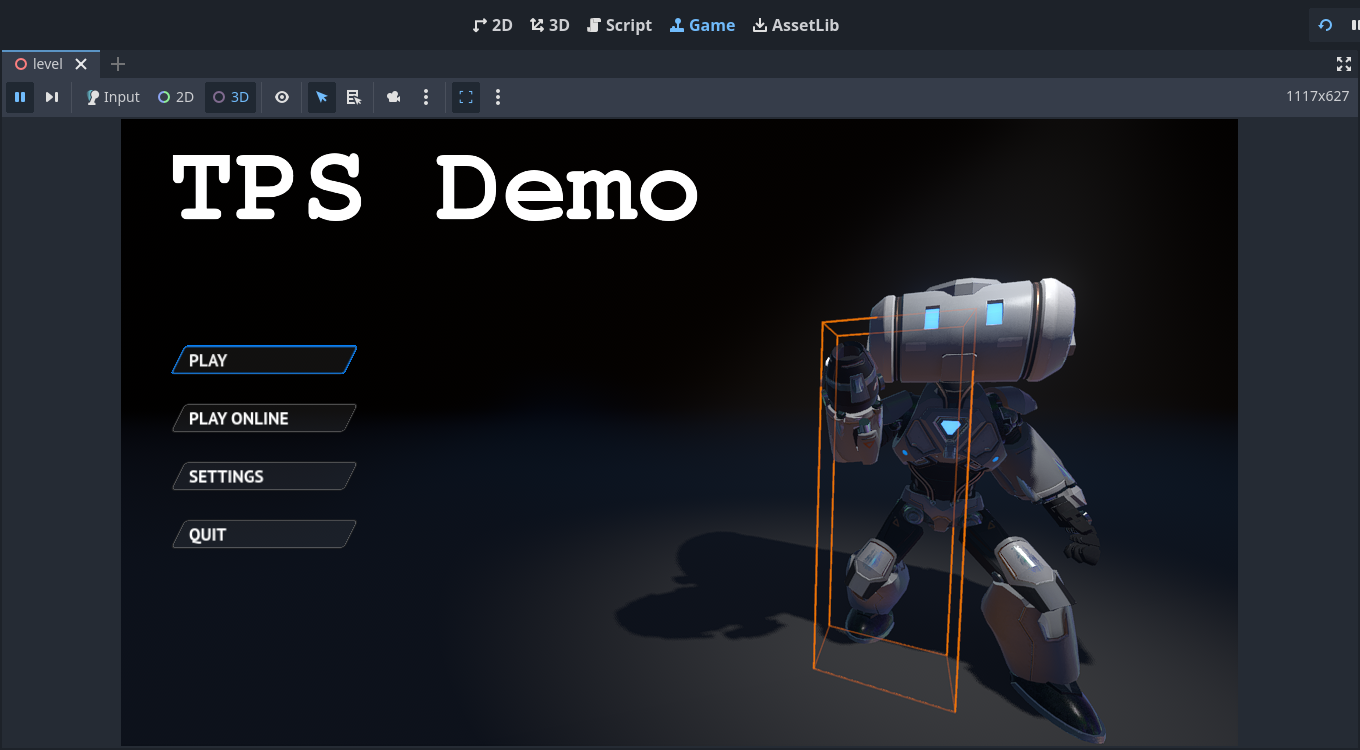 2D 3D Script Game AssetLib
level
Input 2D 3D 1117x627
TPS Demo
PLAY
PLAY ONLINE
SETTINGS
QUIT